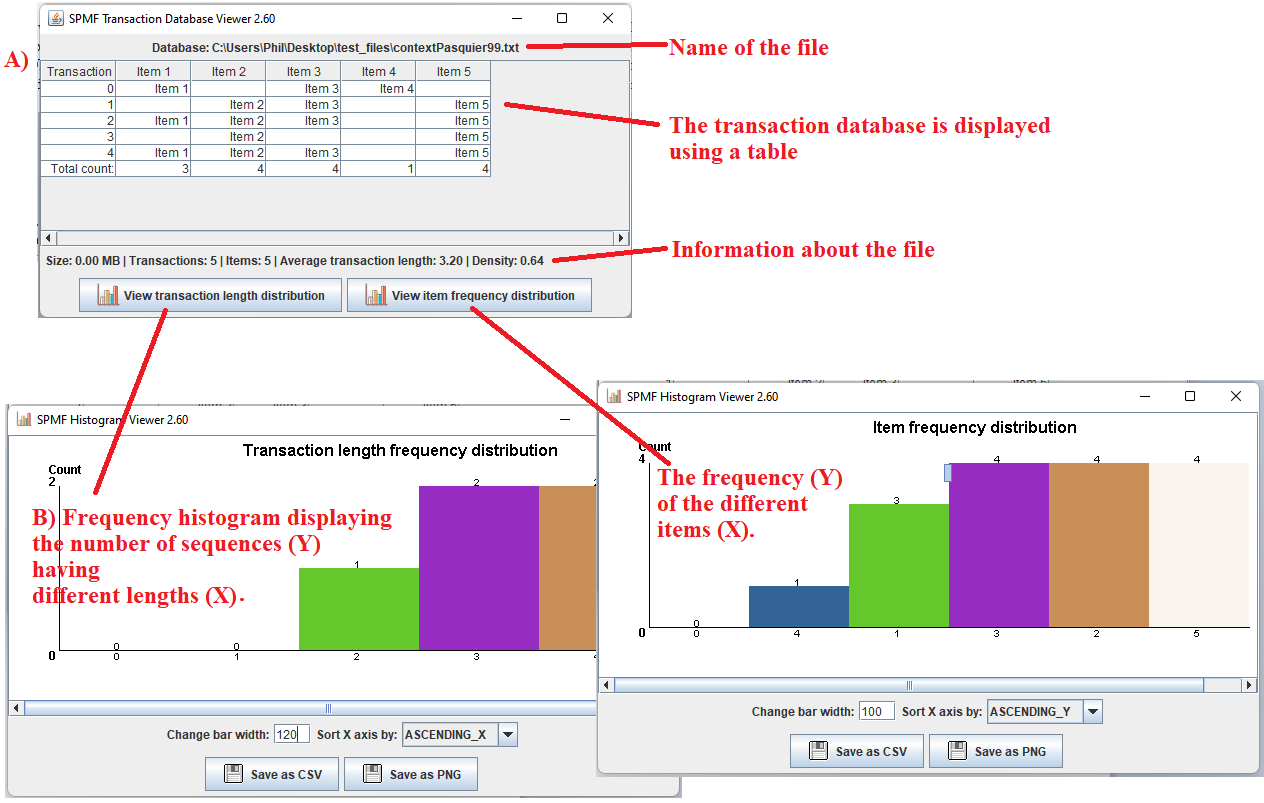 SPMF Transaction Database Viewer 2.60
Database: C:\Users\Phil\Desktop\test_files\contextPasquier99.txt
Name of the file
A)
Transaction Item 1 Item 2 Item 3 Item 4 Item 5
0 Item 1 Item 3 Item 4
1 Item 2 Item 3 Item 5
2 Item 1 Item 2 Item 3 Item 5
3 Item 2 Item 5
4 Item 1 Item 2 Item 3 Item 5
Total count: 3 4 4 1 4
The transaction database is displayed
using a table
Information about the file
Size: 0.00 MB | Transactions: 5 | Items: 5 | Average transaction length: 3.20 | Density: 0.64
View transaction length distribution
View item frequency distribution
SPMF Histogram Viewer 2.60
Transaction length frequency distribution
Count
2
2
B) Frequency histogram displaying
the number of sequences (Y)
having
different lengths (X).
1
0 0
0
0 1 2 3
Change bar width: 120 Sort X axis by: ASCENDING_X
Save as CSV Save as PNG
SPMF Histogram Viewer 2.60
Item frequency distribution
Count
4
4 4 4
The frequency (Y)
of the different
items (X).
3
1
0
0
0 4 1 3 2 5
Change bar width: 100 Sort X axis by: ASCENDING_Y
Save as CSV Save as PNG